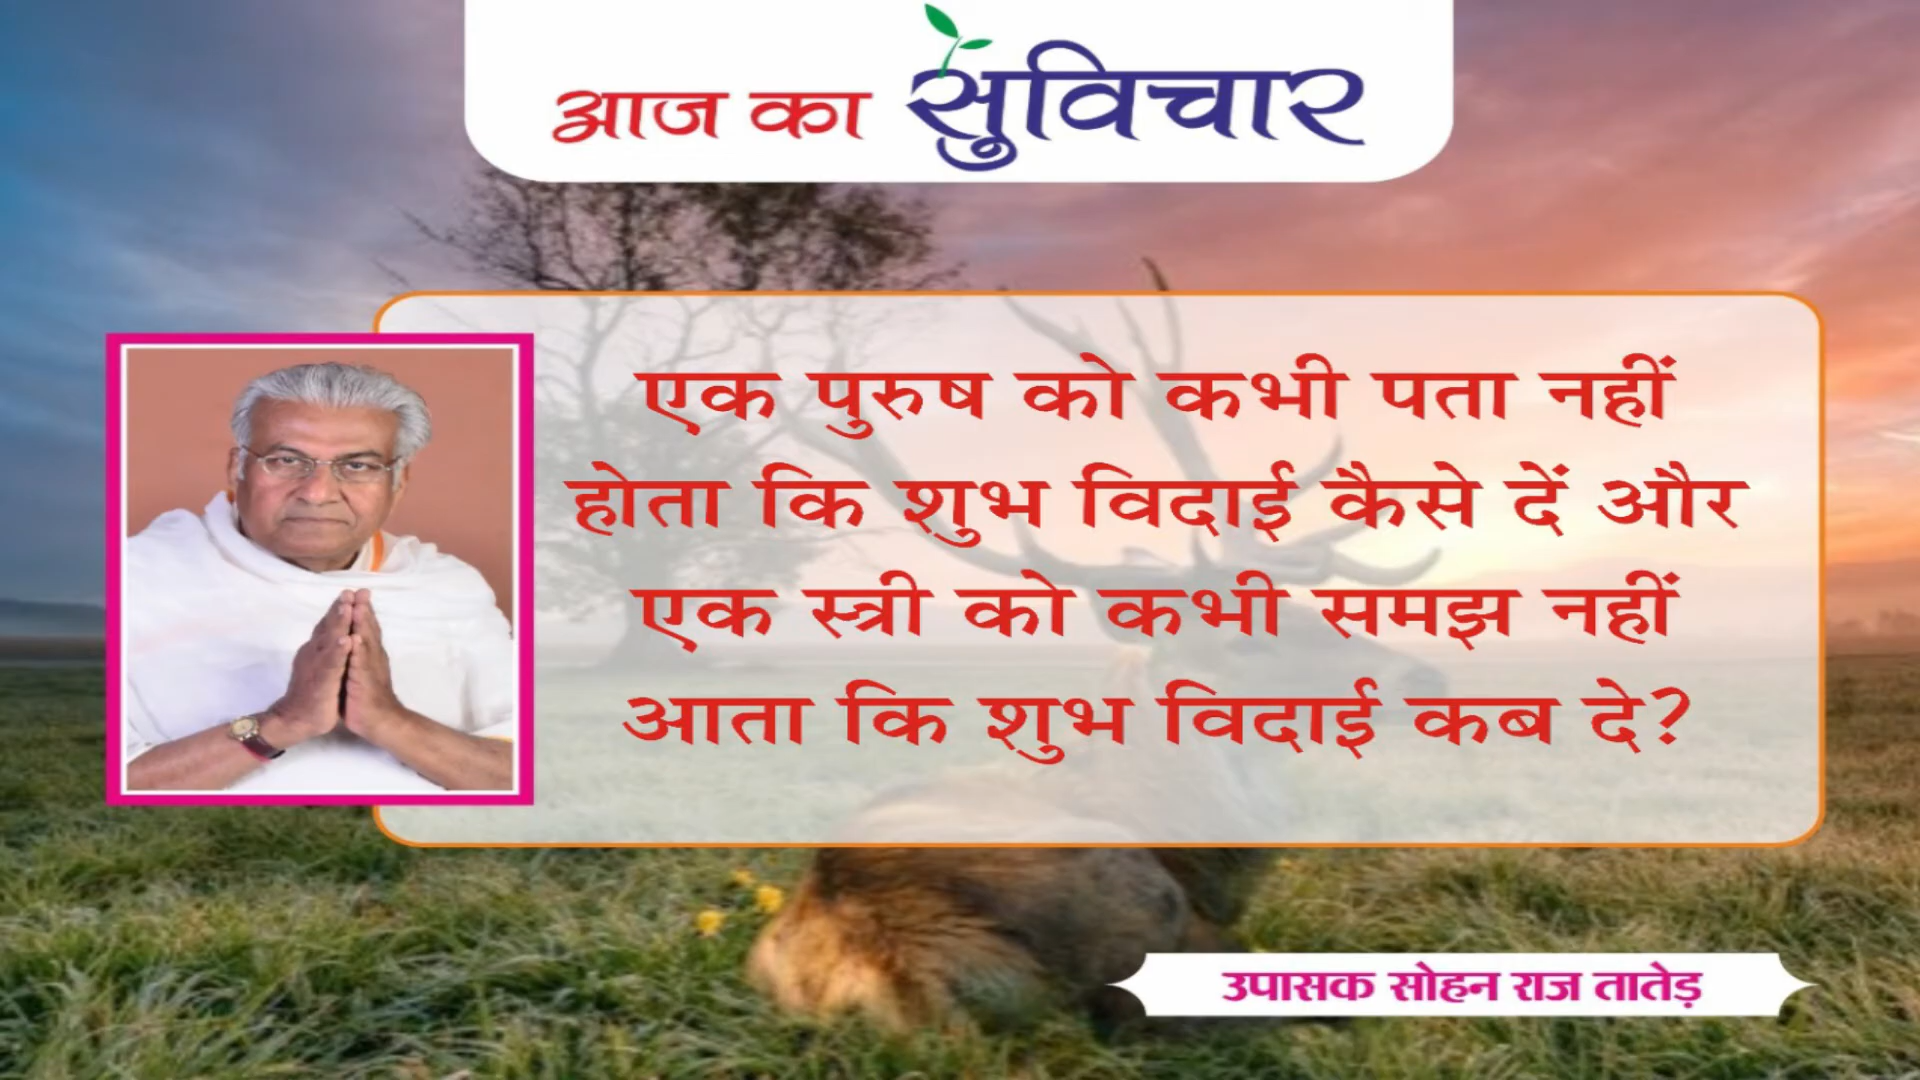 आज का सुविचार
एक पुरुष को कभी पता नहीं
होता कि शुभ विदाई कैसे दें और
एक स्त्री को कभी समझ नहीं
आता कि शुभ विदाई कब दे?
उपासक सोहन राज तातेड़